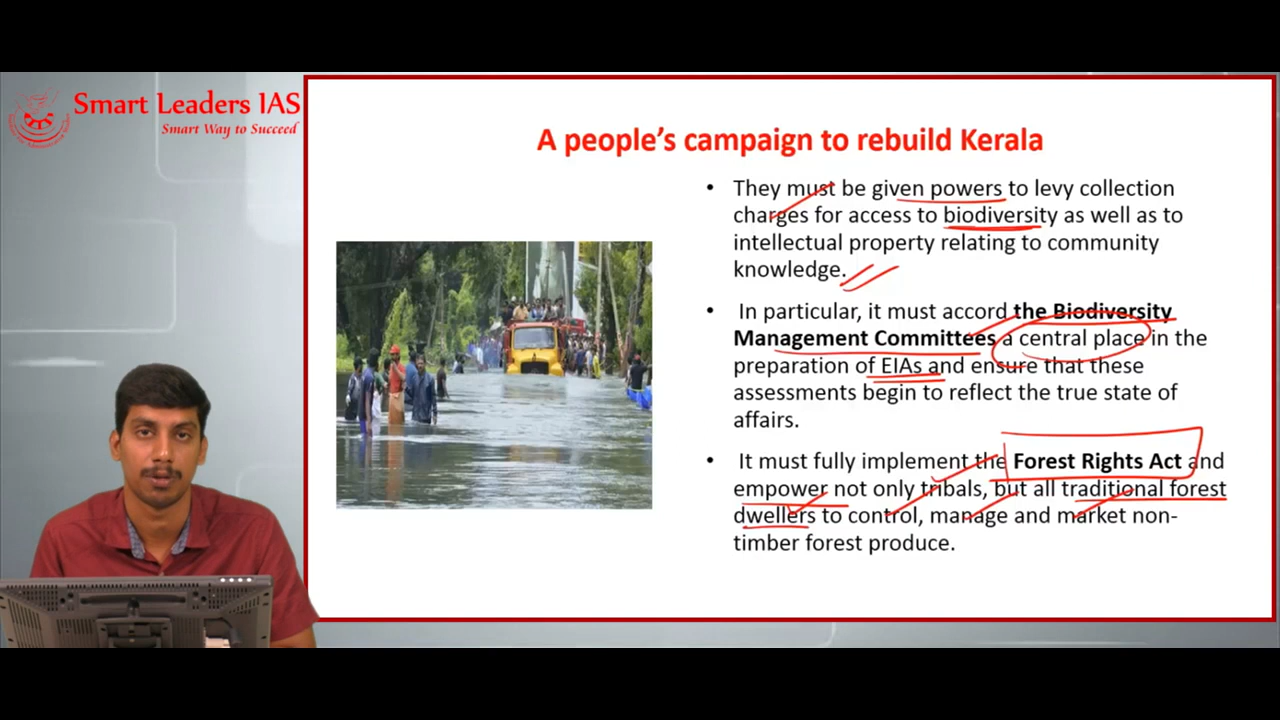 Smart Leaders IAS
Smart Way to Succeed
A people's campaign to rebuild Kerala
• They must be given powers to levy collection
charges for access to biodiversity as well as to
intellectual property relating to community
knowledge.
• In particular, it must accord the Biodiversity
Management Committees a central place in the
preparation of EIAs and ensure that these
assessments begin to reflect the true state of
affairs.
• It must fully implement the Forest Rights Act and
empower not only tribals, but all traditional forest
dwellers to control, manage and market non-
timber forest produce.